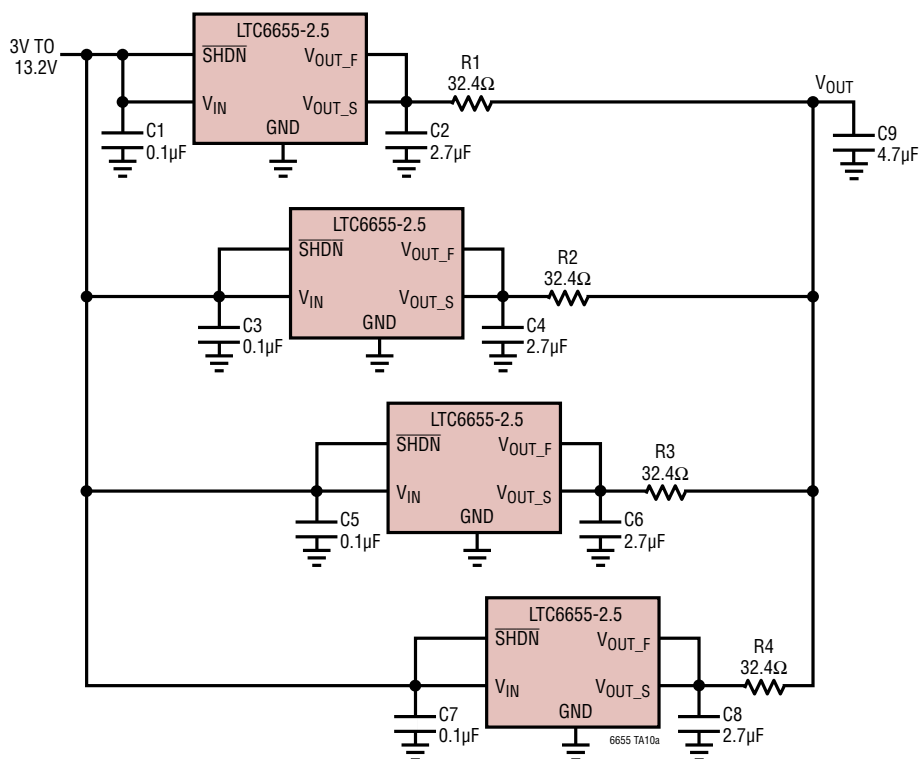 3V TO
13.2V
LTC6655-2.5
SHDN
VIN
VOUT_F
VOUT_S
GND
C1
0.1µF
C2
2.7µF
R1
32.4Ω
VOUT
C9
4.7µF
LTC6655-2.5
SHDN
VIN
VOUT_F
VOUT_S
GND
C3
0.1µF
C4
2.7µF
R2
32.4Ω
LTC6655-2.5
SHDN
VIN
VOUT_F
VOUT_S
GND
C5
0.1µF
C6
2.7µF
R3
32.4Ω
LTC6655-2.5
SHDN
VIN
VOUT_F
VOUT_S
GND
C7
0.1µF
C8
2.7µF
R4
32.4Ω
6655 TA10a